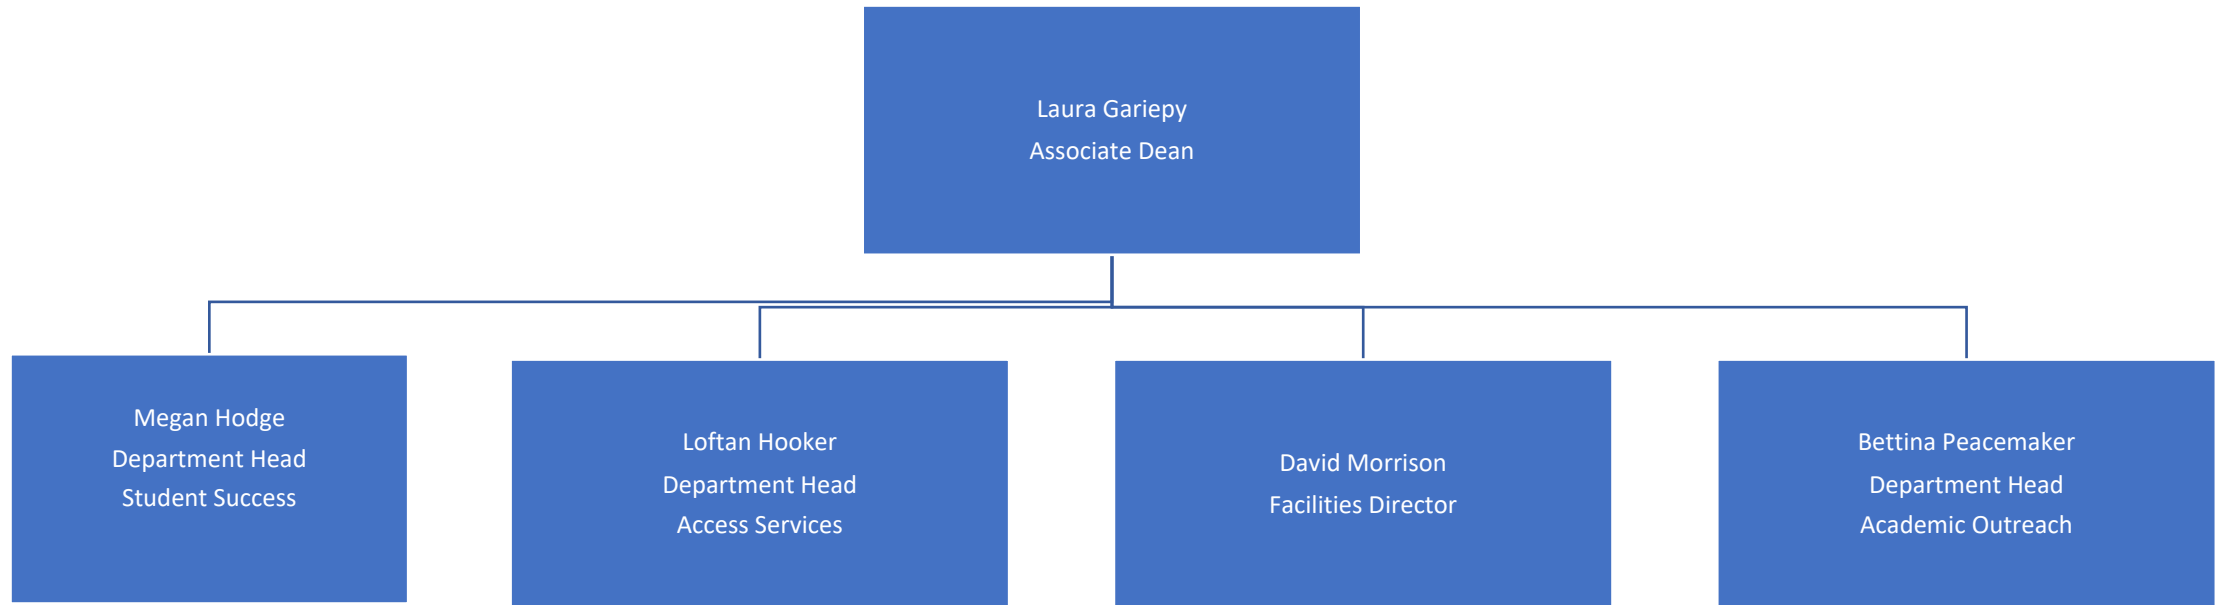 Laura Gariepy
Associate Dean
Megan Hodge
Department Head
Student Success
Loftan Hooker
Department Head
Access Services
David Morrison
Facilities Director
Bettina Peacemaker
Department Head
Academic Outreach